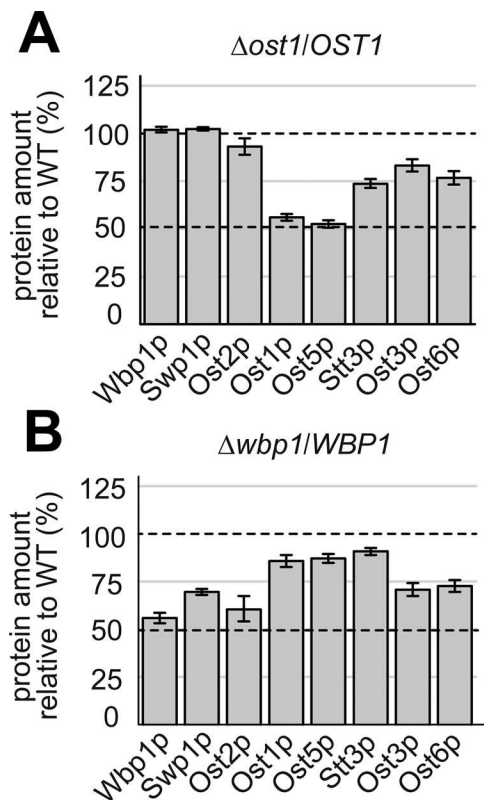 A
Δost1/OST1
protein amount
relative to WT (%)
125
100
75
50
25
0
Wbp1p
Swp1p
Ost2p
Ost1p
Ost5p
Stt3p
Ost3p
Ost6p
B
Δwbp1/WBP1
protein amount
relative to WT (%)
125
100
75
50
25
0
Wbp1p
Swp1p
Ost2p
Ost1p
Ost5p
Stt3p
Ost3p
Ost6p